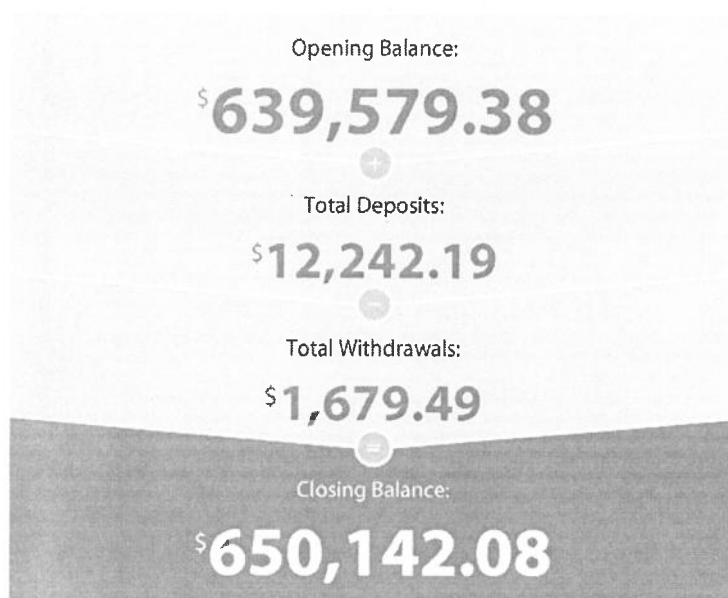 Opening Balance:
$639,579.38
+
Total Deposits:
$12,242.19
-
Total Withdrawals:
$1,679.49
=
Closing Balance:
$650,142.08